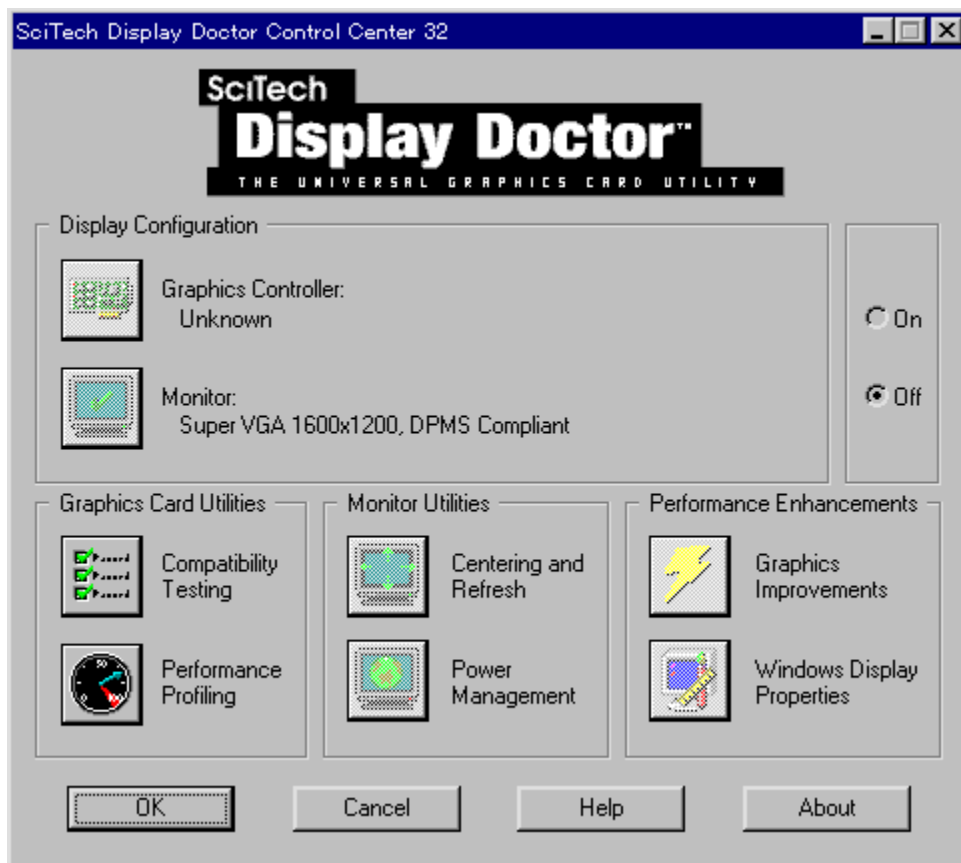 SciTech Display Doctor Control Center 32
SciTech
Display Doctor™
THE UNIVERSAL GRAPHICS CARD UTILITY
Display Configuration
Graphics Controller:
Unknown
Monitor:
Super VGA 1600x1200, DPMS Compliant
On
Off
Graphics Card Utilities
Compatibility
Testing
Performance
Profiling
Monitor Utilities
Centering and
Refresh
Power
Management
Performance Enhancements
Graphics
Improvements
Windows Display
Properties
OK
Cancel
Help
About